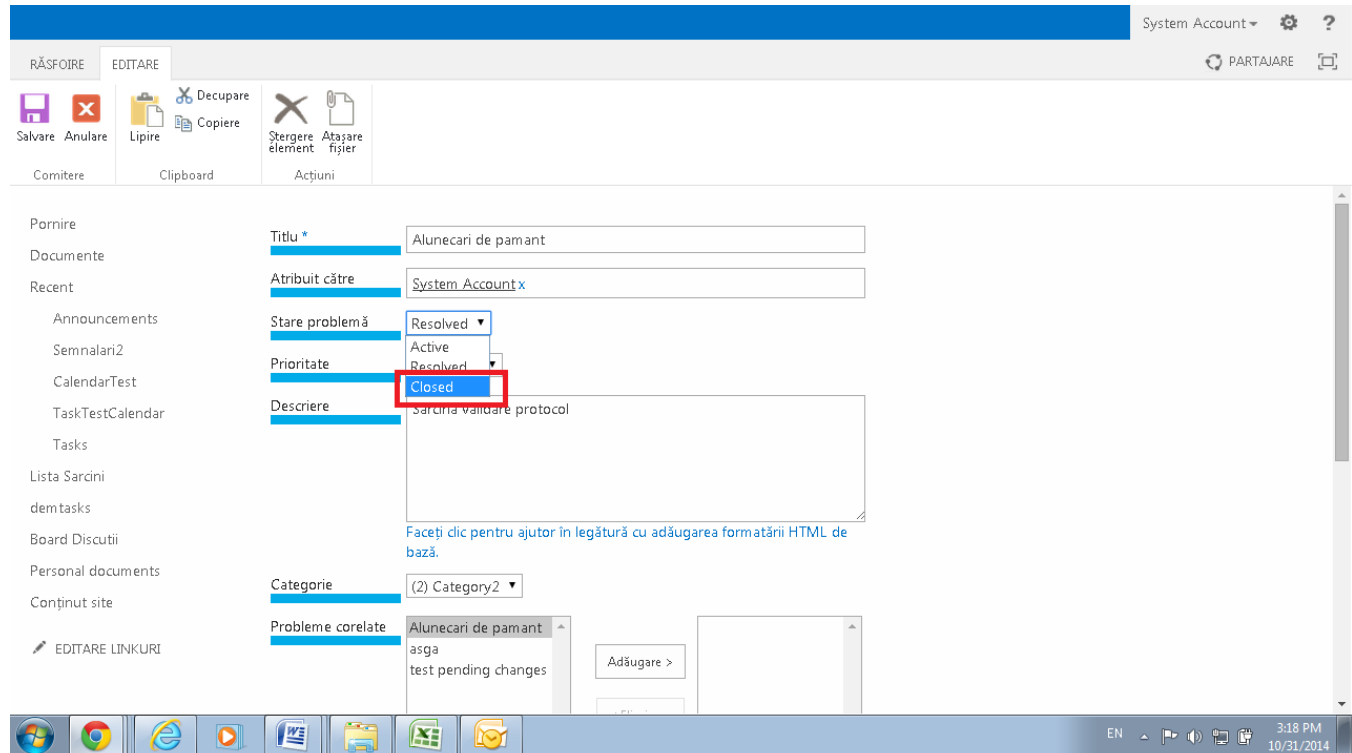 System Account
?
RĂSFOIRE
EDITARE
PARTAJARE
Salvare
Anulare
Lipire
Decupare
Copiere
Ștergere element
Atașare fișier
Comitere
Clipboard
Acțiuni
Pornire
Documente
Recent
Announcements
Semnalari2
CalendarTest
TaskTestCalendar
Tasks
Lista Sarcini
demtasks
Board Discutii
Personal documents
Conținut site
EDITARE LINKURI
Titlu *
Alunecari de pamant
Atribuit către
System Account x
Stare problemă
Resolved
Active
Resolved
Closed
Prioritate
Descriere
Sarcina validare protocol
Faceți clic pentru ajutor în legătură cu adăugarea formatării HTML de
bază.
Categorie
(2) Category2
Probleme corelate
Alunecari de pamant
asga
test pending changes
Adăugare >
EN
3:18 PM
10/31/2014